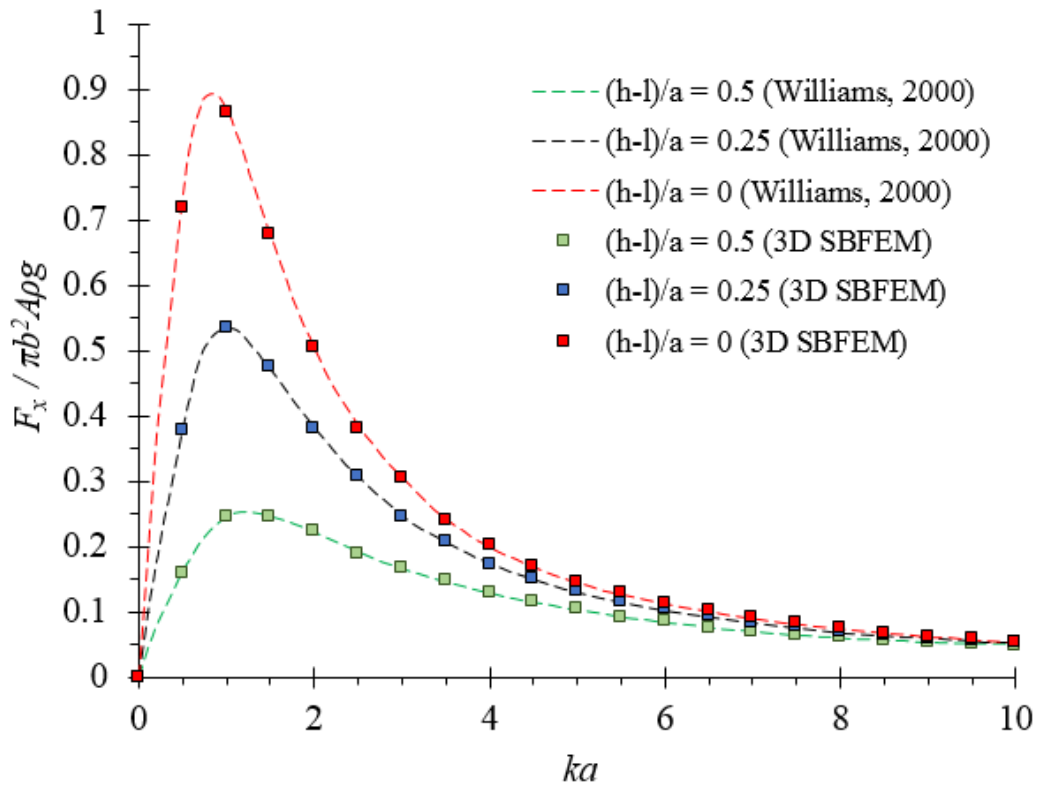 1
0.9
0.8
0.7
0.6
0.5
0.4
0.3
0.2
0.1
0
F_x / πb²Aρg
(h-l)/a = 0.5 (Williams, 2000)
(h-l)/a = 0.25 (Williams, 2000)
(h-l)/a = 0 (Williams, 2000)
(h-l)/a = 0.5 (3D SBFEM)
(h-l)/a = 0.25 (3D SBFEM)
(h-l)/a = 0 (3D SBFEM)
0 2 4 6 8 10
ka